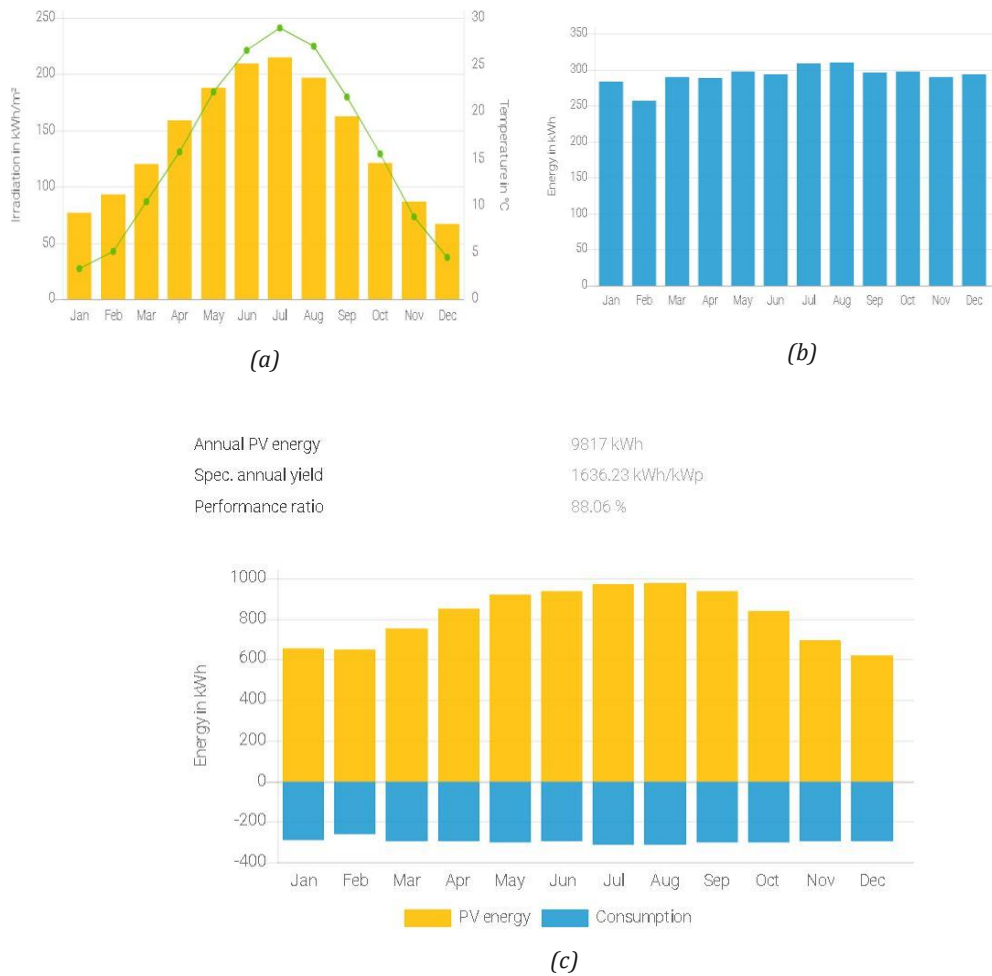 250
200
150
100
50
0
Irradiation in kWh/m²
30
25
20
15
10
5
0
Temperature in °C
Jan Feb Mar Apr May Jun Jul Aug Sep Oct Nov Dec
(a)
350
300
250
200
150
100
50
0
Energy in kWh
Jan Feb Mar Apr May Jun Jul Aug Sep Oct Nov Dec
(b)
Annual PV energy 9817 kWh
Spec. annual yield 1636.23 kWh/kWp
Performance ratio 88.06 %
1000
800
600
400
200
0
-200
-400
Energy in kWh
Jan Feb Mar Apr May Jun Jul Aug Sep Oct Nov Dec
PV energy Consumption
(c)